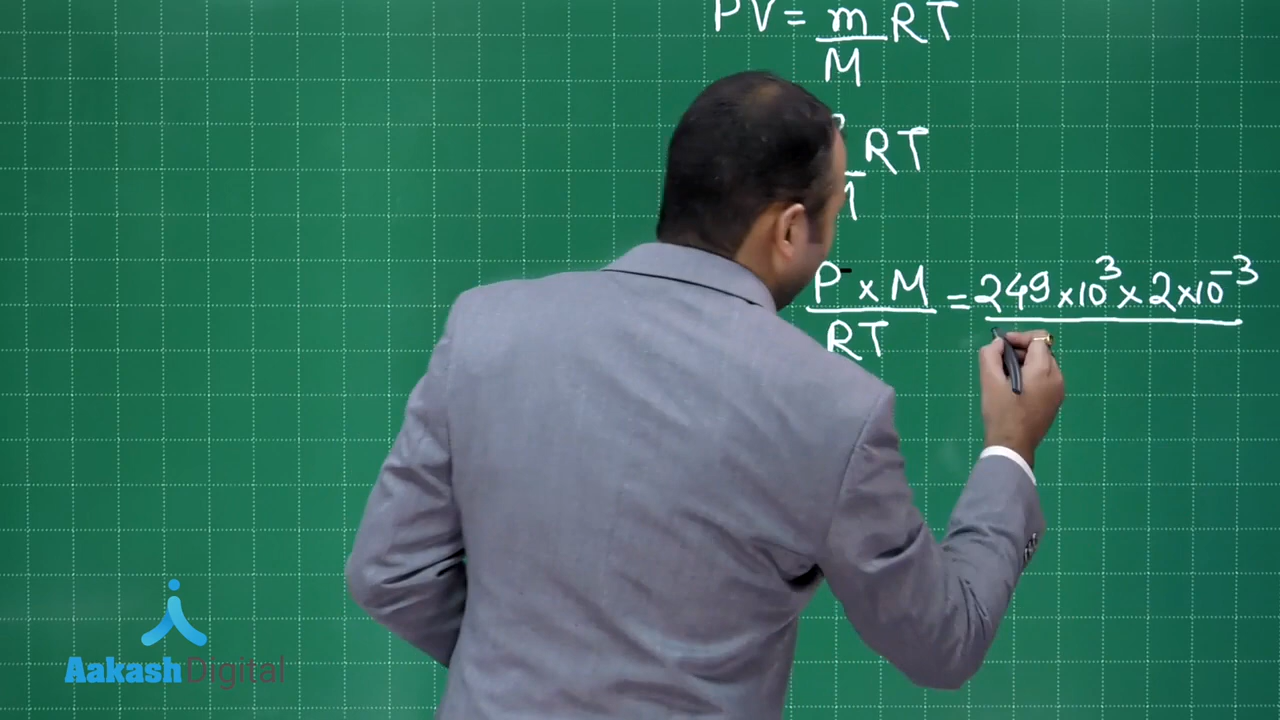 PV = m/M RT
RT
P × M / RT = 249 × 10³ × 2 × 10⁻³
Aakash Digital